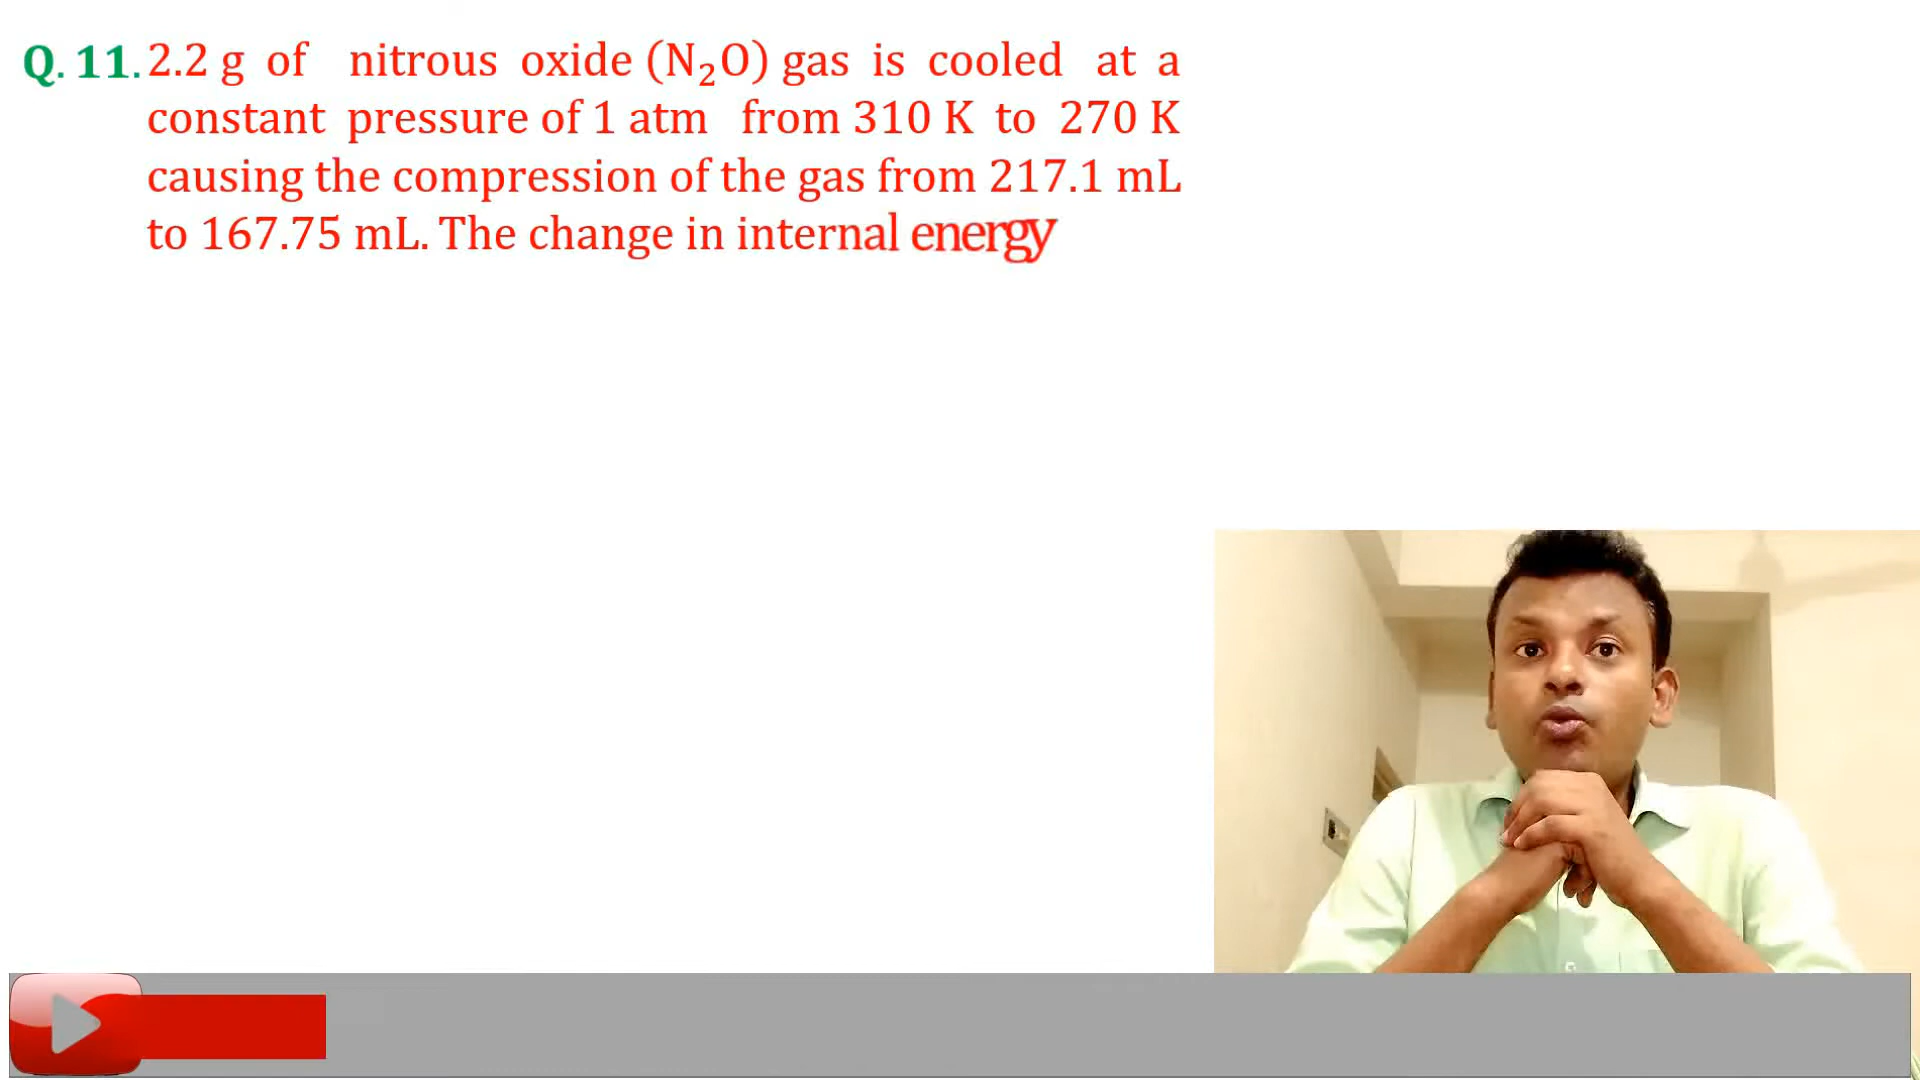 Q. 11. 2.2 g of nitrous oxide (N₂O) gas is cooled at a
constant pressure of 1 atm from 310 K to 270 K
causing the compression of the gas from 217.1 mL
to 167.75 mL. The change in internal energy